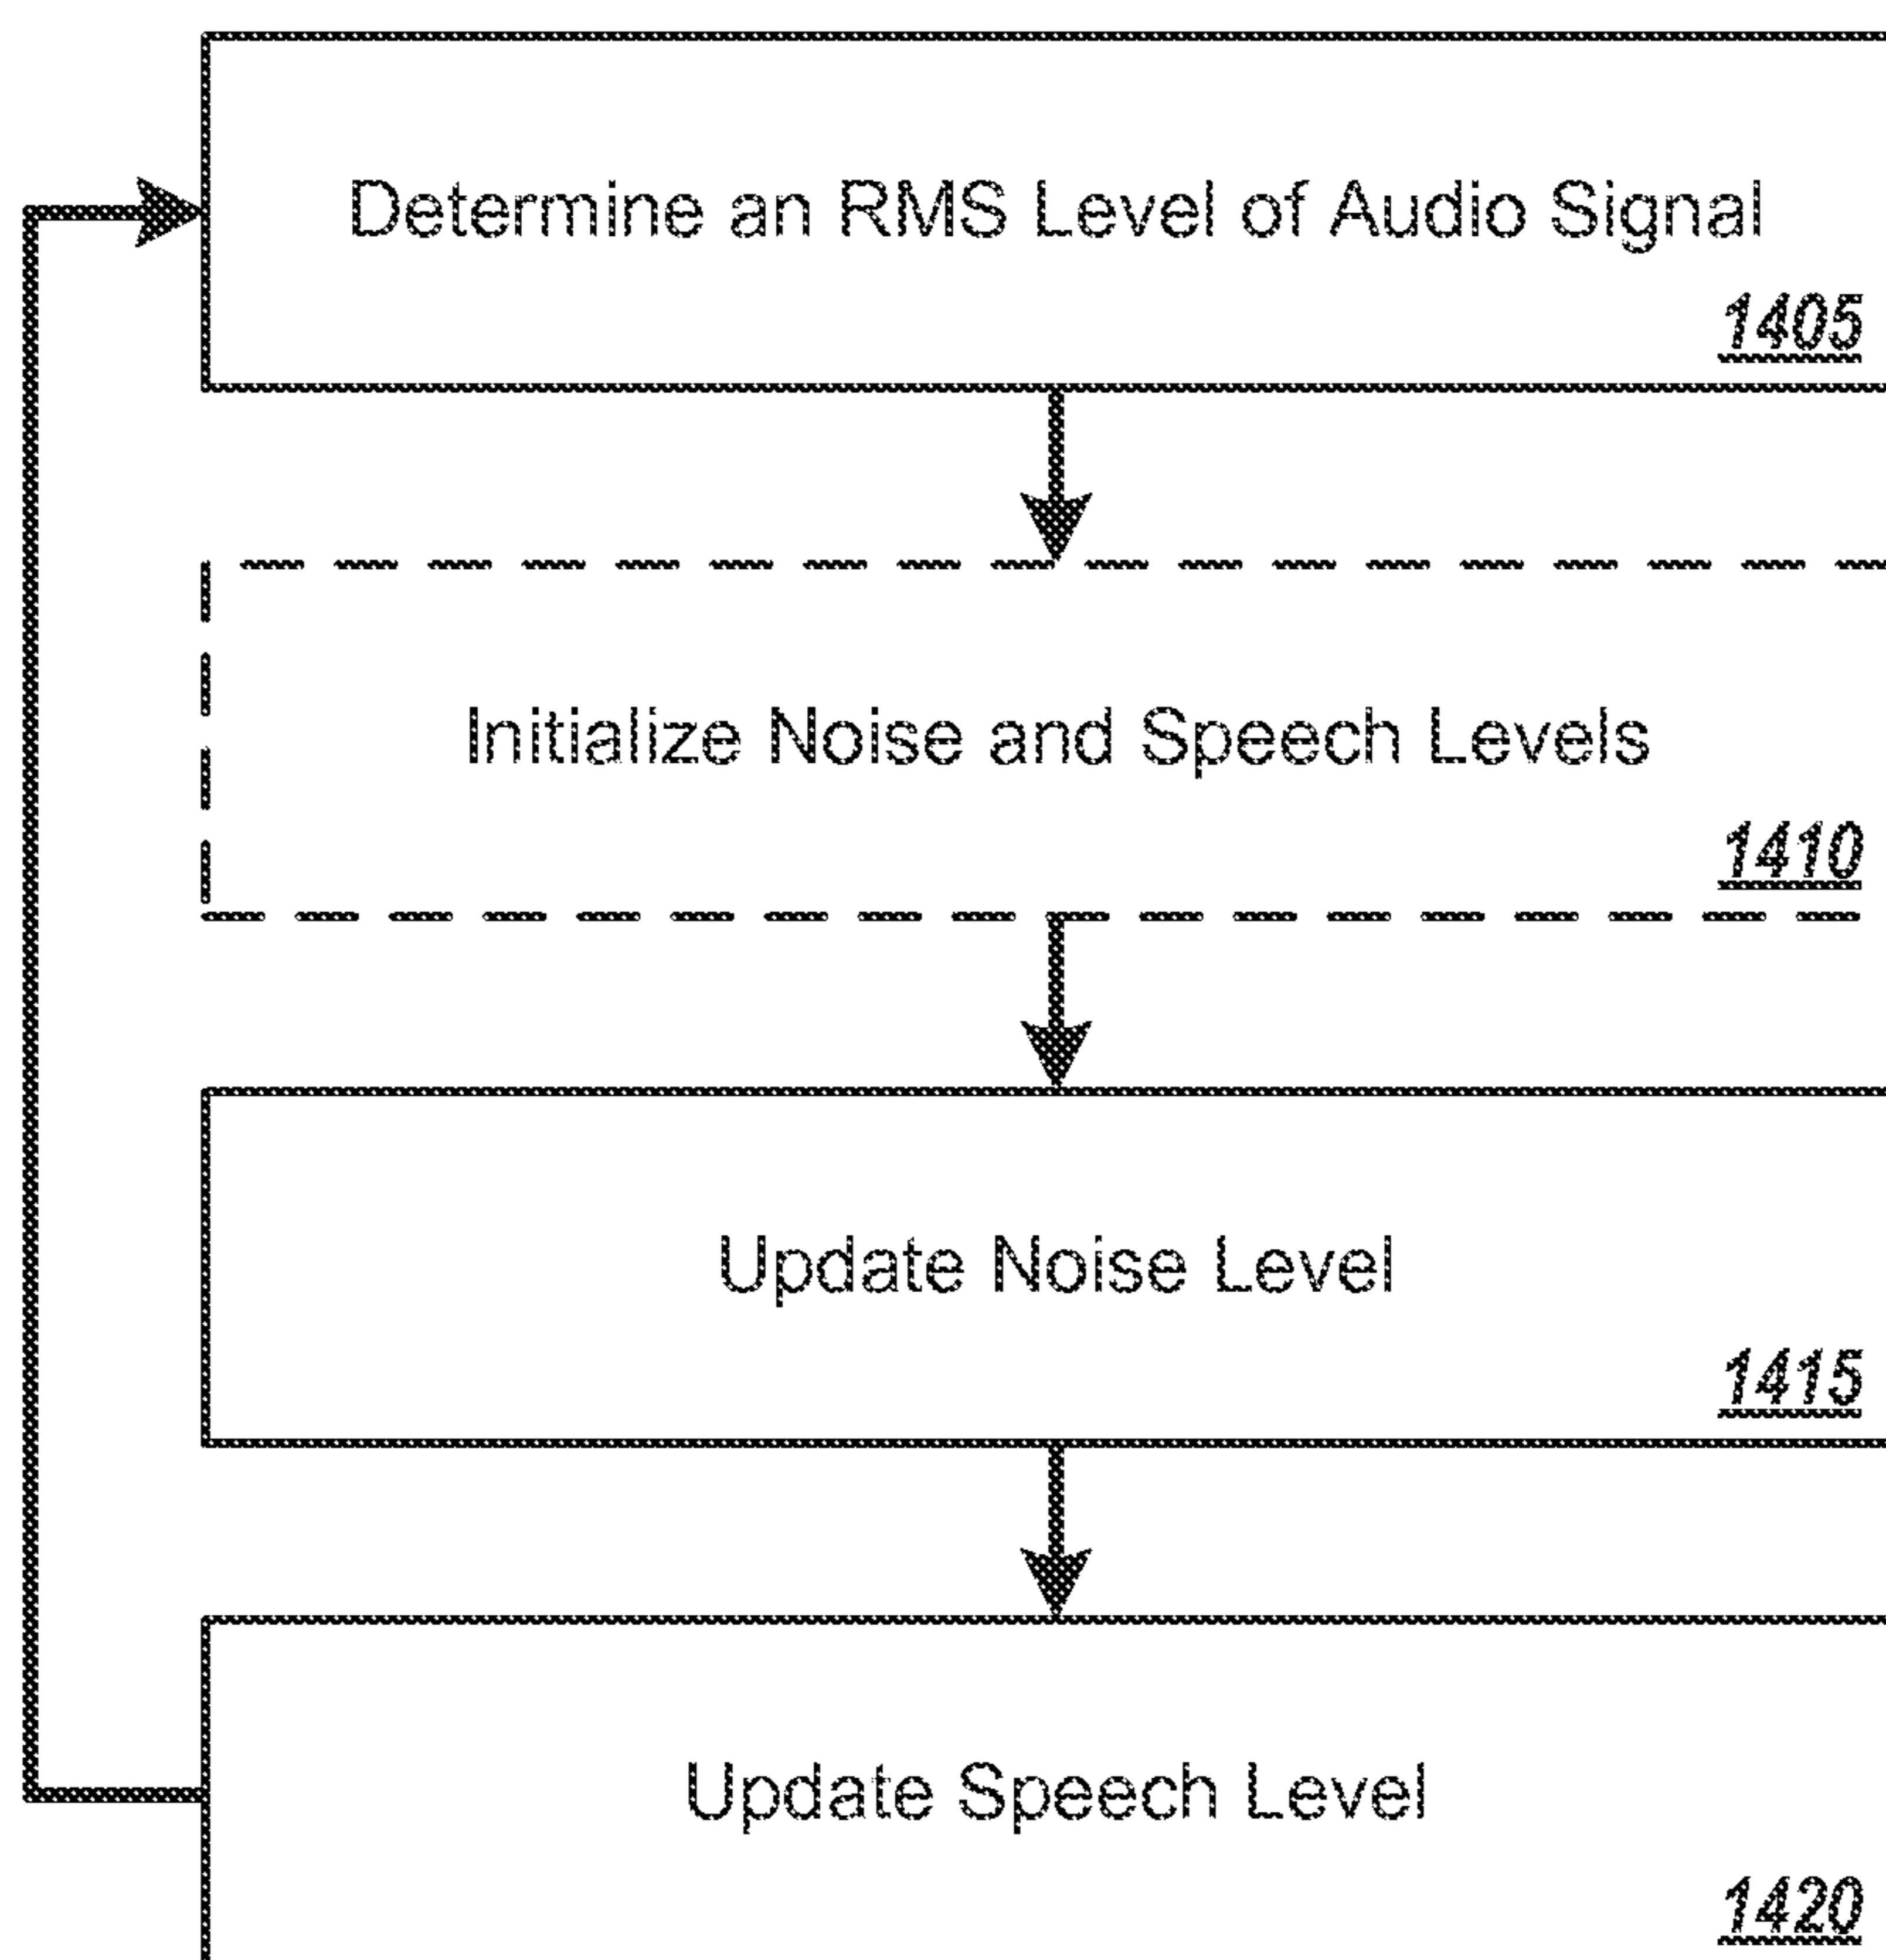 Determine an RMS Level of Audio Signal
1405
Initialize Noise and Speech Levels
1410
Update Noise Level
1415
Update Speech Level
1420